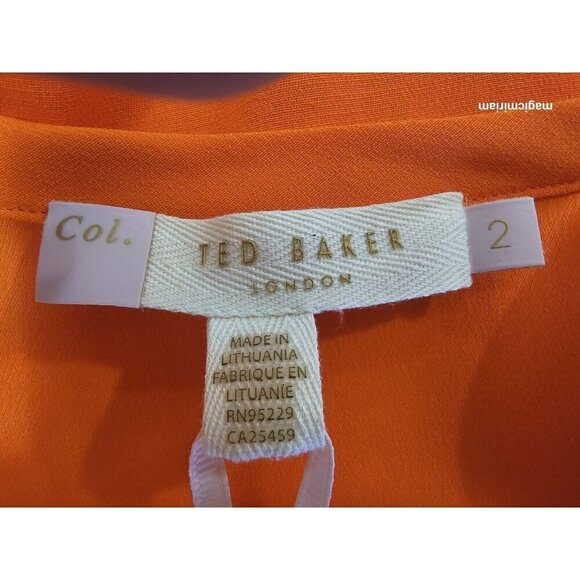 magicmiriam
Col.
TED BAKER
LONDON
2
MADE IN
LITHUANIA
FABRIQUE EN
LITUANIE
RN95229
CA25459